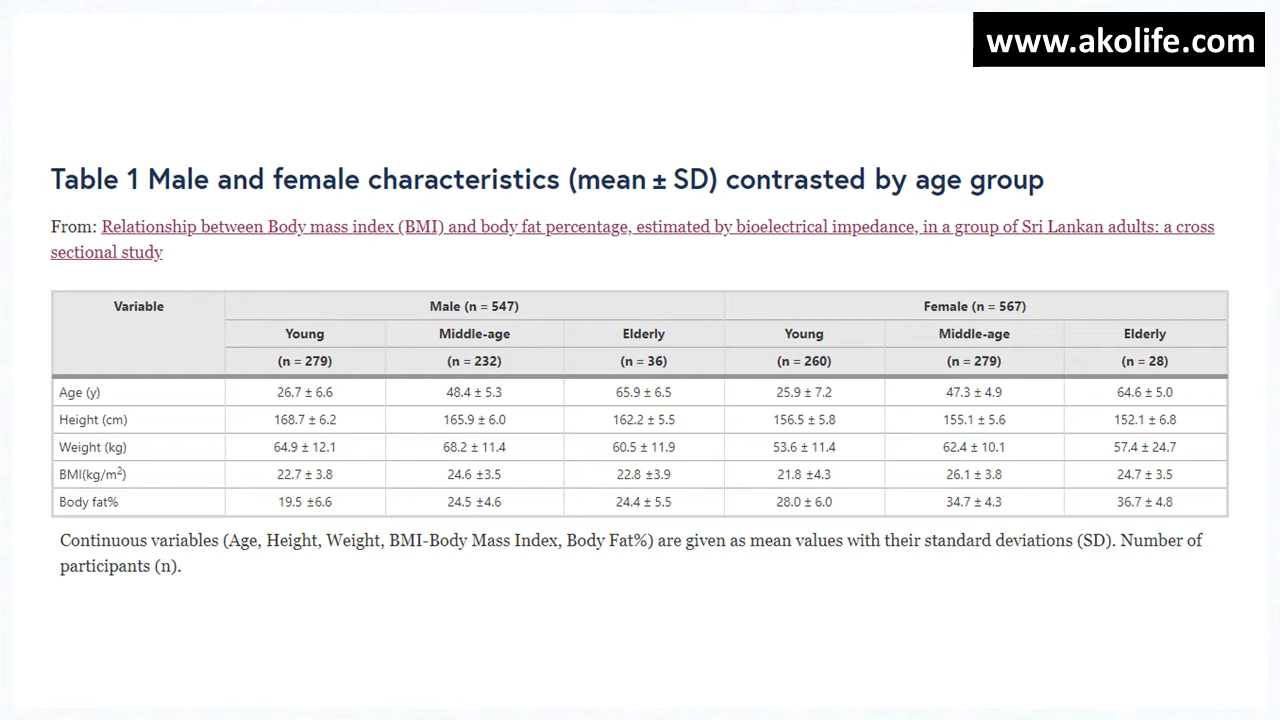 www.akolife.com
Table 1 Male and female characteristics (mean ± SD) contrasted by age group
From: Relationship between Body mass index (BMI) and body fat percentage, estimated by bioelectrical impedance, in a group of Sri Lankan adults: a cross
sectional study
Variable Male (n = 547) Female (n = 567)
Young Middle-age Elderly Young Middle-age Elderly
(n = 279) (n = 232) (n = 36) (n = 260) (n = 279) (n = 28)
Age (y) 26.7 ± 6.6 48.4 ± 5.3 65.9 ± 6.5 25.9 ± 7.2 47.3 ± 4.9 64.6 ± 5.0
Height (cm) 168.7 ± 6.2 165.9 ± 6.0 162.2 ± 5.5 156.5 ± 5.8 155.1 ± 5.6 152.1 ± 6.8
Weight (kg) 64.9 ± 12.1 68.2 ± 11.4 60.5 ± 11.9 53.6 ± 11.4 62.4 ± 10.1 57.4 ± 24.7
BMI(kg/m²) 22.7 ± 3.8 24.6 ±3.5 22.8 ±3.9 21.8 ±4.3 26.1 ± 3.8 24.7 ± 3.5
Body fat% 19.5 ±6.6 24.5 ±4.6 24.4 ± 5.5 28.0 ± 6.0 34.7 ± 4.3 36.7 ± 4.8
Continuous variables (Age, Height, Weight, BMI-Body Mass Index, Body Fat%) are given as mean values with their standard deviations (SD). Number of
participants (n).